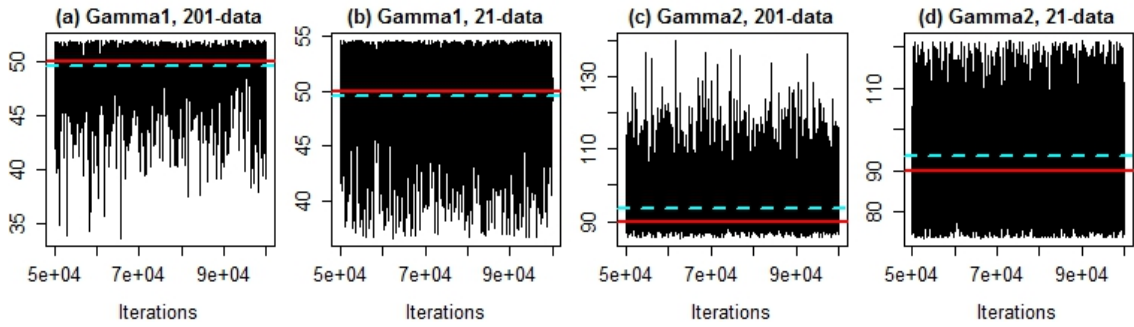 (a) Gamma1, 201-data
(b) Gamma1, 21-data
(c) Gamma2, 201-data
(d) Gamma2, 21-data
50
45
40
35
5e+04 7e+04 9e+04
Iterations
55
50
45
40
5e+04 7e+04 9e+04
Iterations
130
110
90
5e+04 7e+04 9e+04
Iterations
110
90
80
5e+04 7e+04 9e+04
Iterations